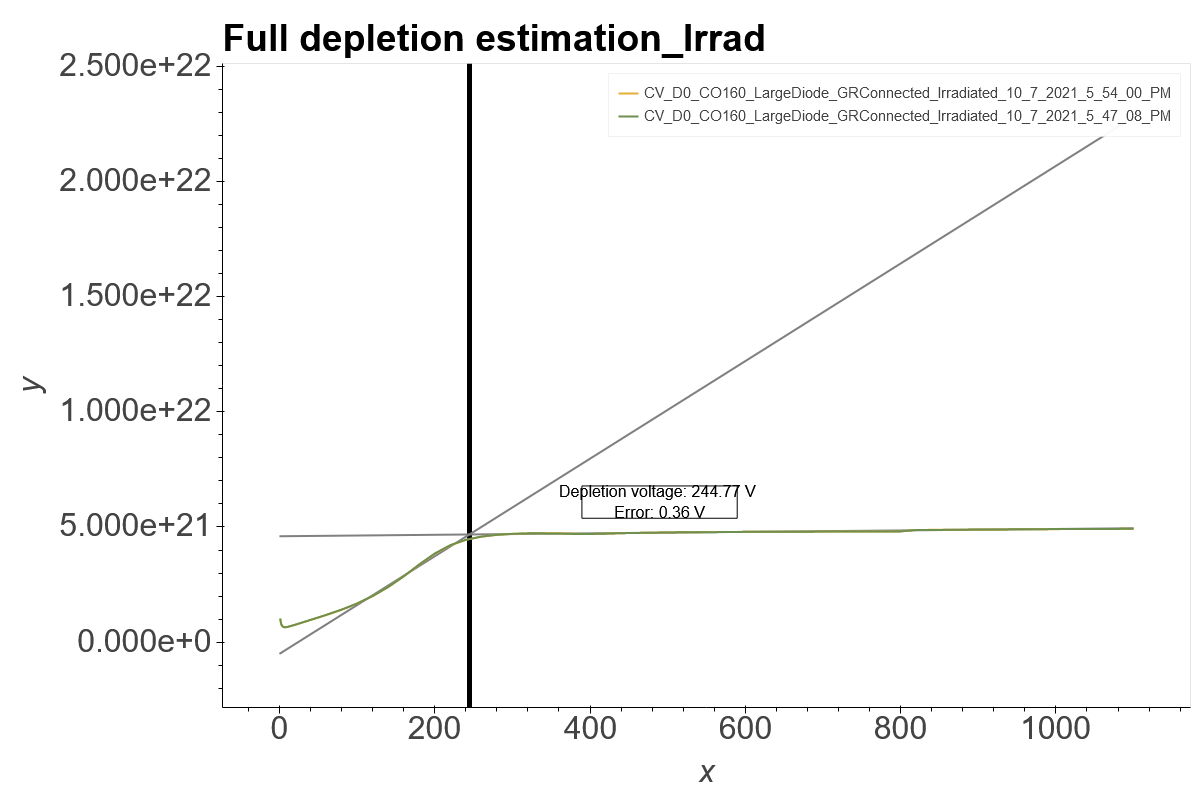 Full depletion estimation_Irrad
2.500e+22
2.000e+22
1.500e+22
1.000e+22
5.000e+21
0.000e+0
y
CV_D0_CO160_LargeDiode_GRConnected_Irradiated_10_7_2021_5_54_00_PM
CV_D0_CO160_LargeDiode_GRConnected_Irradiated_10_7_2021_5_47_08_PM
Depletion voltage: 244.77 V
Error: 0.36 V
0 200 400 600 800 1000
x